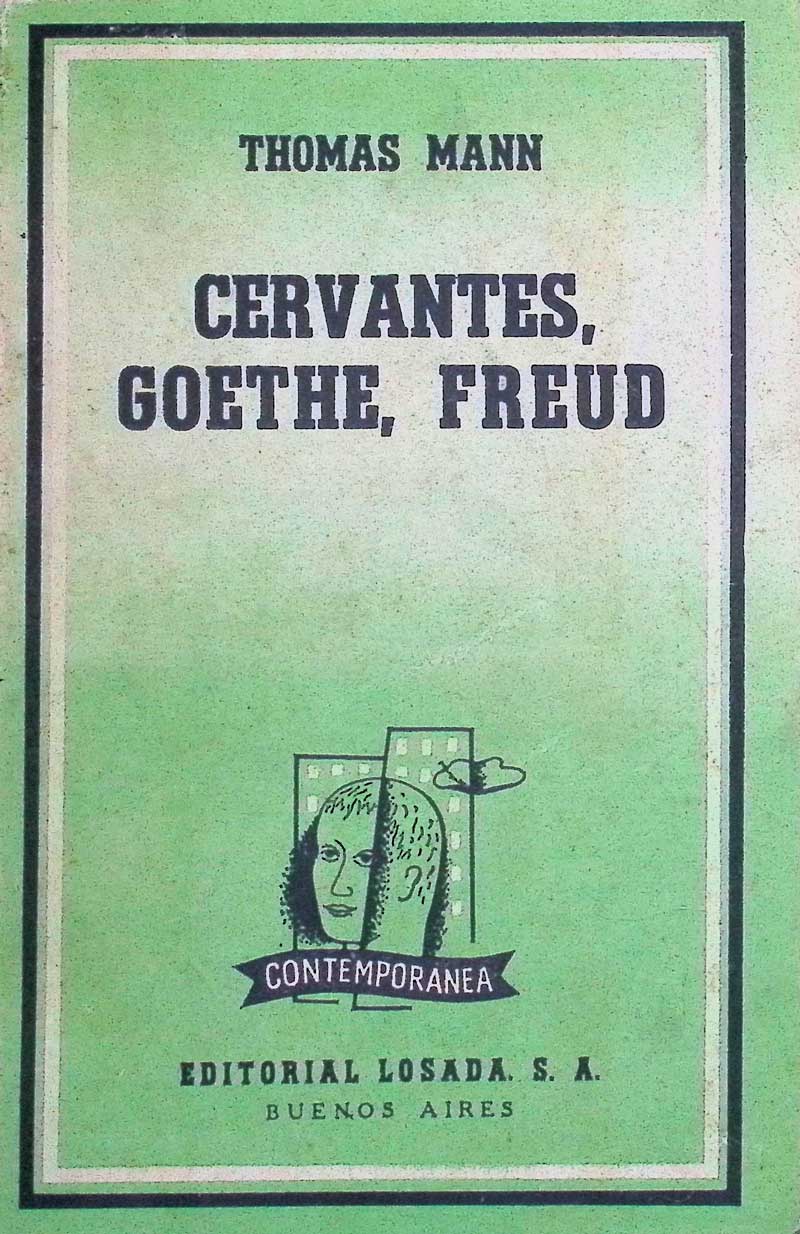 THOMAS MANN
CERVANTES,
GOETHE, FREUD
CONTEMPORANEA
EDITORIAL LOSADA. S. A.
BUENOS AIRES